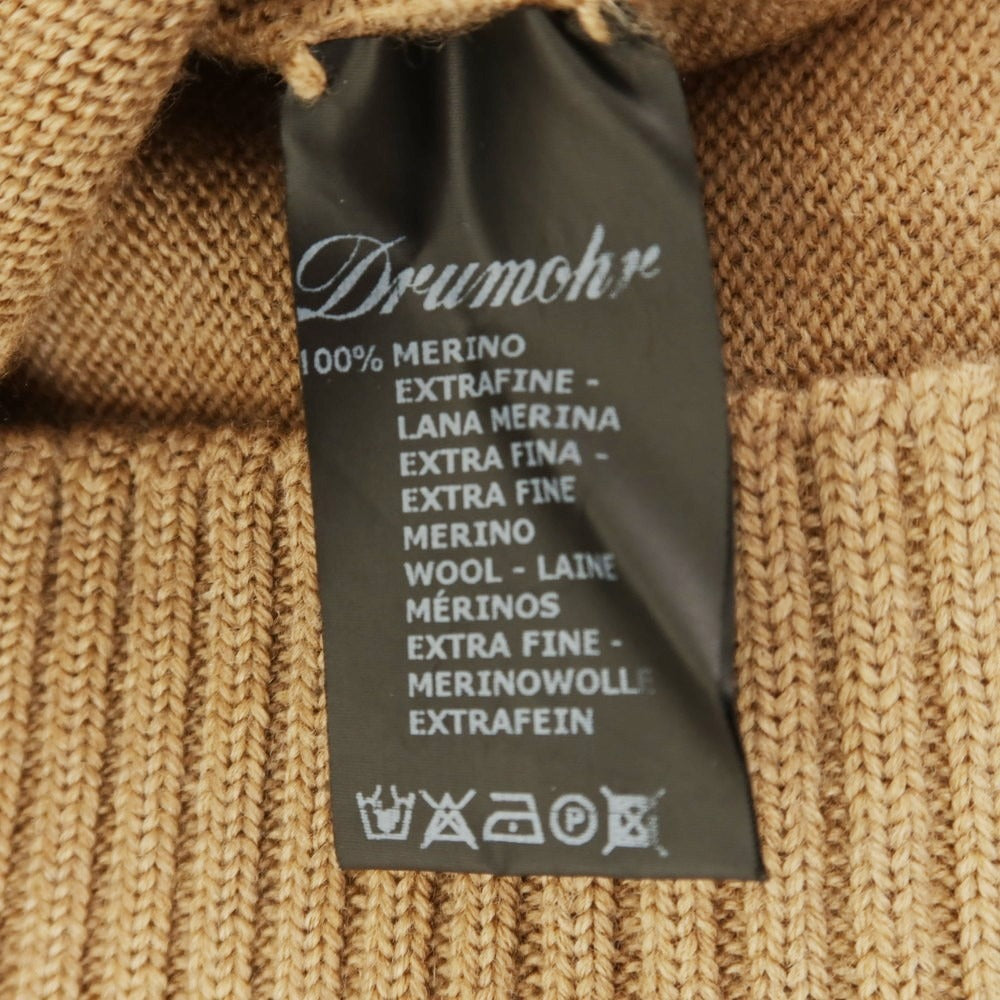 Drumohr
100% MERINO
EXTRAFINE -
LANA MERINA
EXTRA FINA -
EXTRA FINE
MERINO
WOOL - LAINE
MÉRINOS
EXTRA FINE -
MERINOWOLLE
EXTRAFEIN
P